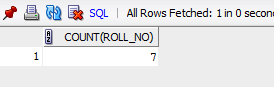 SQL | All Rows Fetched: 1 in 0 secon
COUNT(ROLL_NO)
1 7